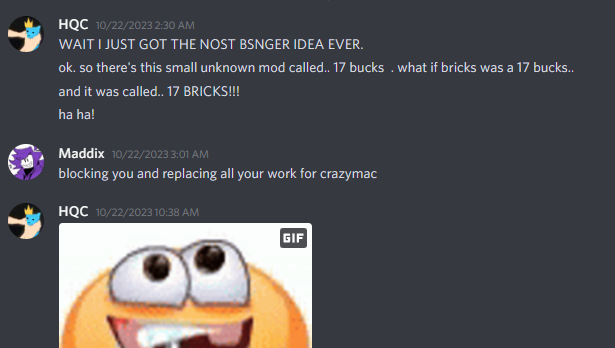 HQC 10/22/2023 2:30 AM
WAIT I JUST GOT THE NOST BSNGER IDEA EVER.
ok. so there's this small unknown mod called.. 17 bucks . what if bricks was a 17 bucks..
and it was called.. 17 BRICKS!!!
ha ha!
Maddix 10/22/2023 3:01 AM
blocking you and replacing all your work for crazymac
HQC 10/22/2023 10:38 AM
GIF